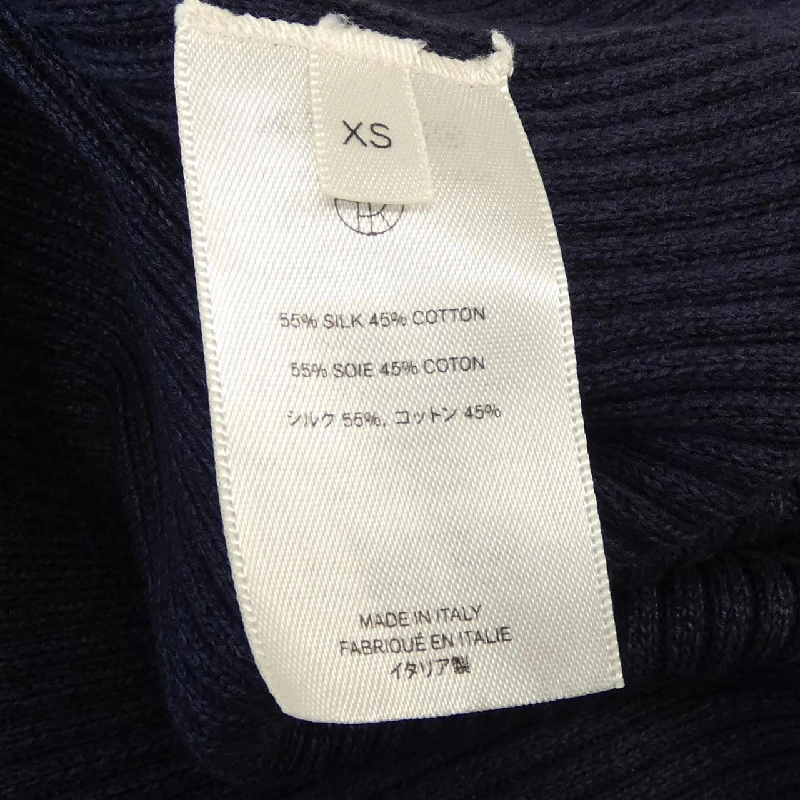 XS
55% SILK 45% COTTON
55% SOIE 45% COTON
シルク 55%, コットン 45%
MADE IN ITALY
FABRIQUÉ EN ITALIE
イタリア製